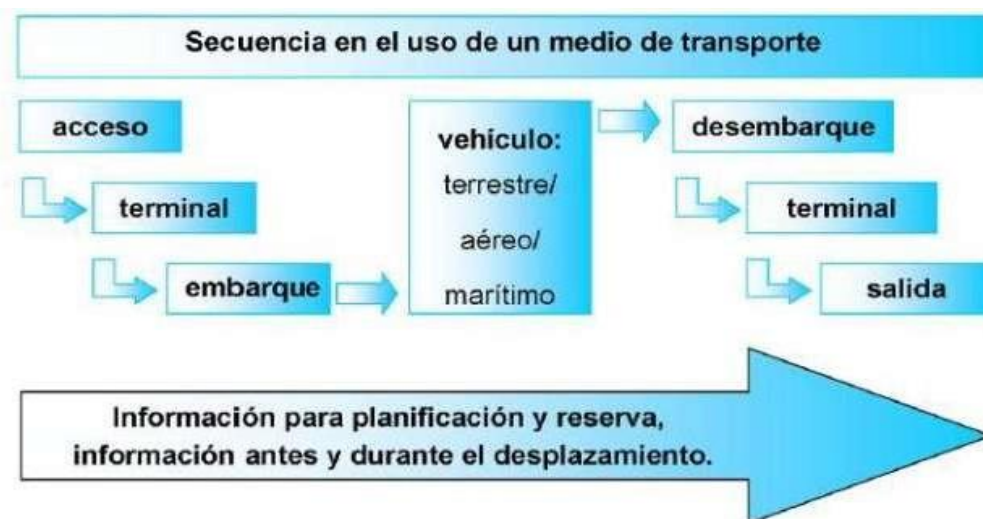 Secuencia en el uso de un medio de transporte
acceso
terminal
embarque
vehículo:
terrestre/
aéreo/
marítimo
desembarque
terminal
salida
Información para planificación y reserva,
información antes y durante el desplazamiento.